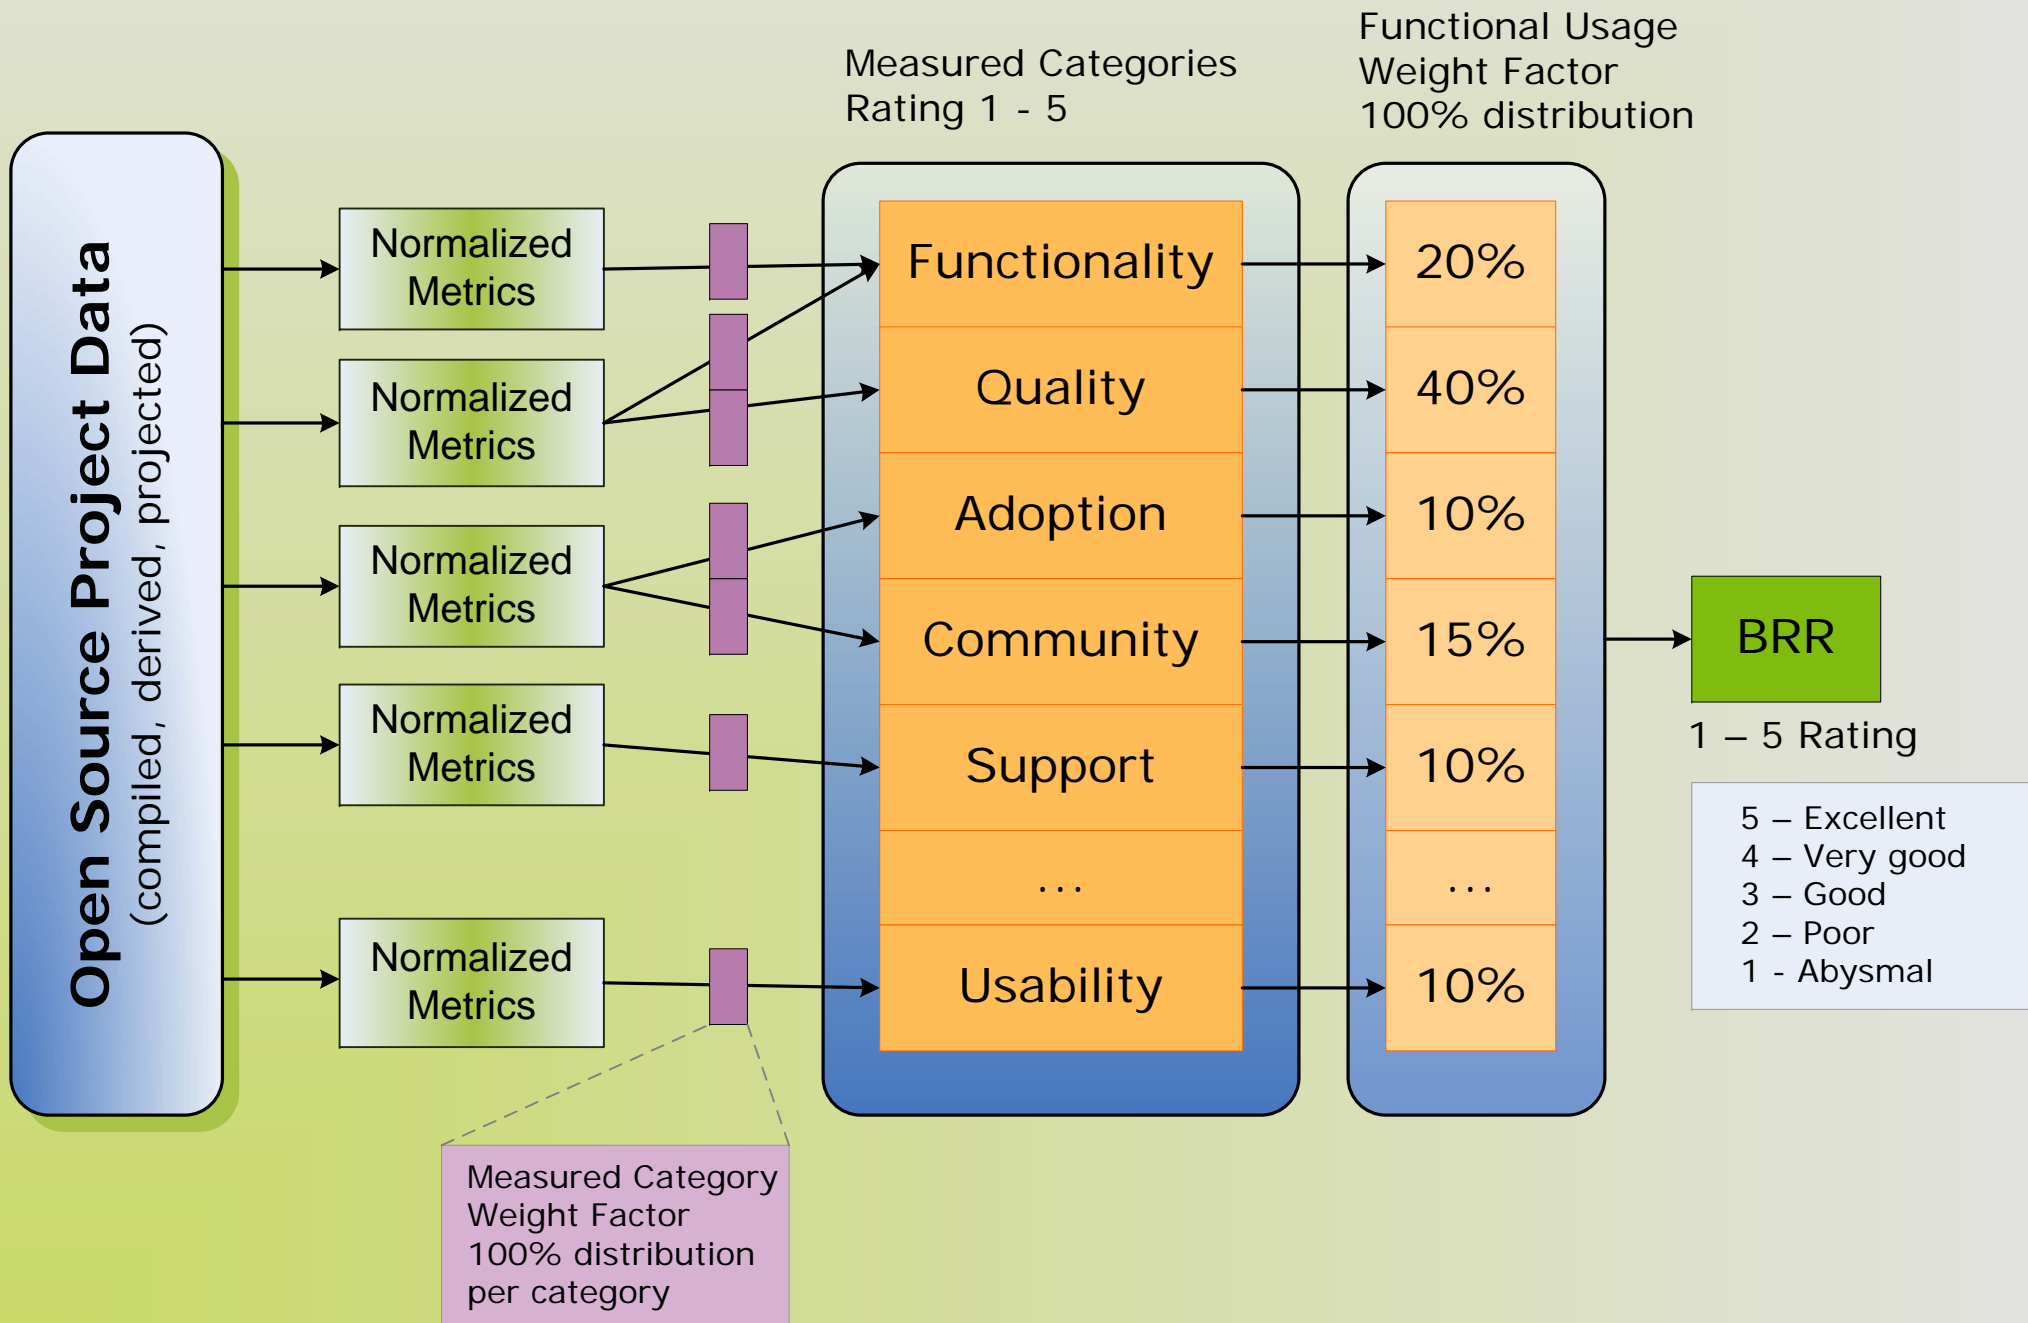 Functional Usage
Weight Factor
100% distribution
Measured Categories
Rating 1 - 5
Open Source Project Data
(compiled, derived, projected)
Normalized
Metrics
Normalized
Metrics
Normalized
Metrics
Normalized
Metrics
Normalized
Metrics
Functionality
Quality
Adoption
Community
Support
...
Usability
20%
40%
10%
15%
10%
...
10%
BRR
1 – 5 Rating
5 – Excellent
4 – Very good
3 – Good
2 – Poor
1 - Abysmal
Measured Category
Weight Factor
100% distribution
per category